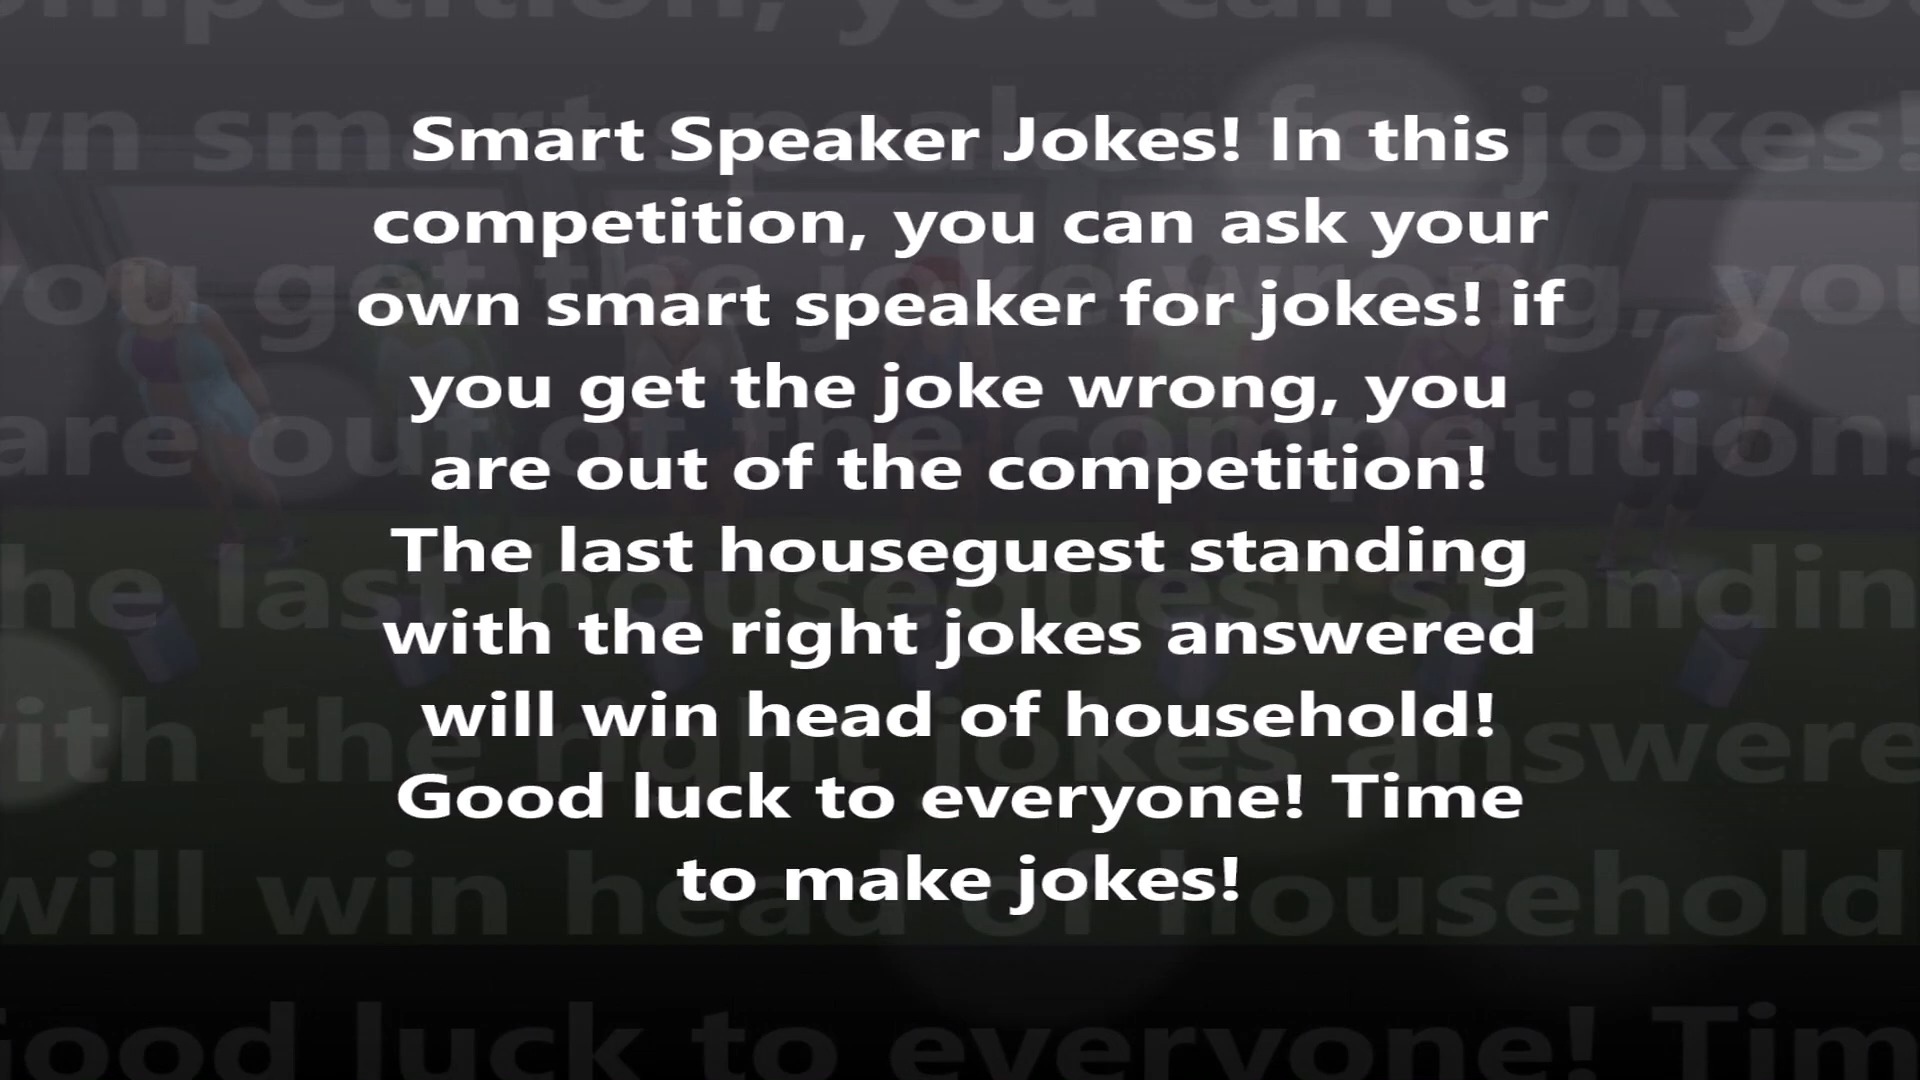 Smart Speaker Jokes! In this
competition, you can ask your
own smart speaker for jokes! if
you get the joke wrong, you
are out of the competition!
The last houseguest standing
with the right jokes answered
will win head of household!
Good luck to everyone! Time
to make jokes!